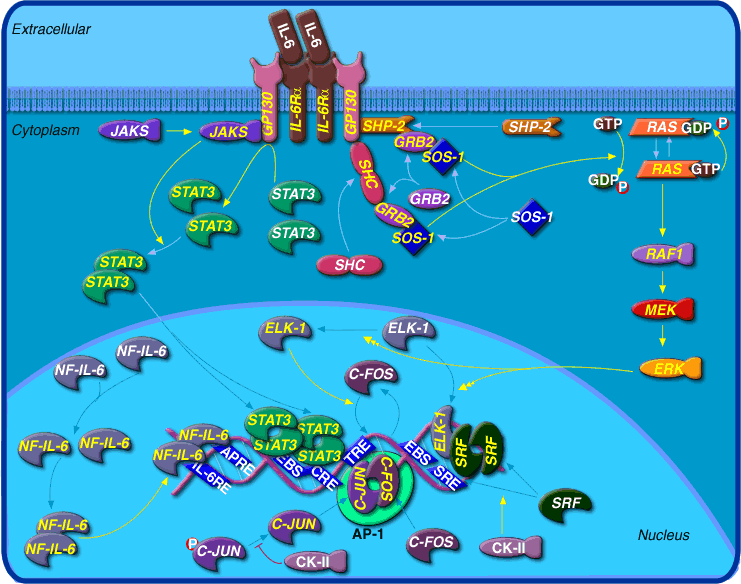 Extracellular
IL-6
IL-6
GP130
IL-6Rα
IL-6Rα
GP130
Cytoplasm
JAKS
JAKS
SHP-2
SHP-2
GRB2
SOS-1
GTP
RAS
GDP
P
GDP
P
RAS
GTP
SHC
STAT3
STAT3
STAT3
STAT3
GRB2
GRB2
SOS-1
SOS-1
SHC
RAF1
STAT3
STAT3
MEK
ERK
ELK-1
ELK-1
NF-IL-6
NF-IL-6
C-FOS
NF-IL-6
NF-IL-6
NF-IL-6
NF-IL-6
IL-6RE
APRE
STAT3
STAT3
STAT3
STAT3
EBS
CRE
TRE
C-JUN
C-FOS
AP-1
EBS
SRE
ELK-1
SRF
SRF
SRF
NF-IL-6
NF-IL-6
P
C-JUN
C-JUN
CK-II
C-FOS
CK-II
Nucleus